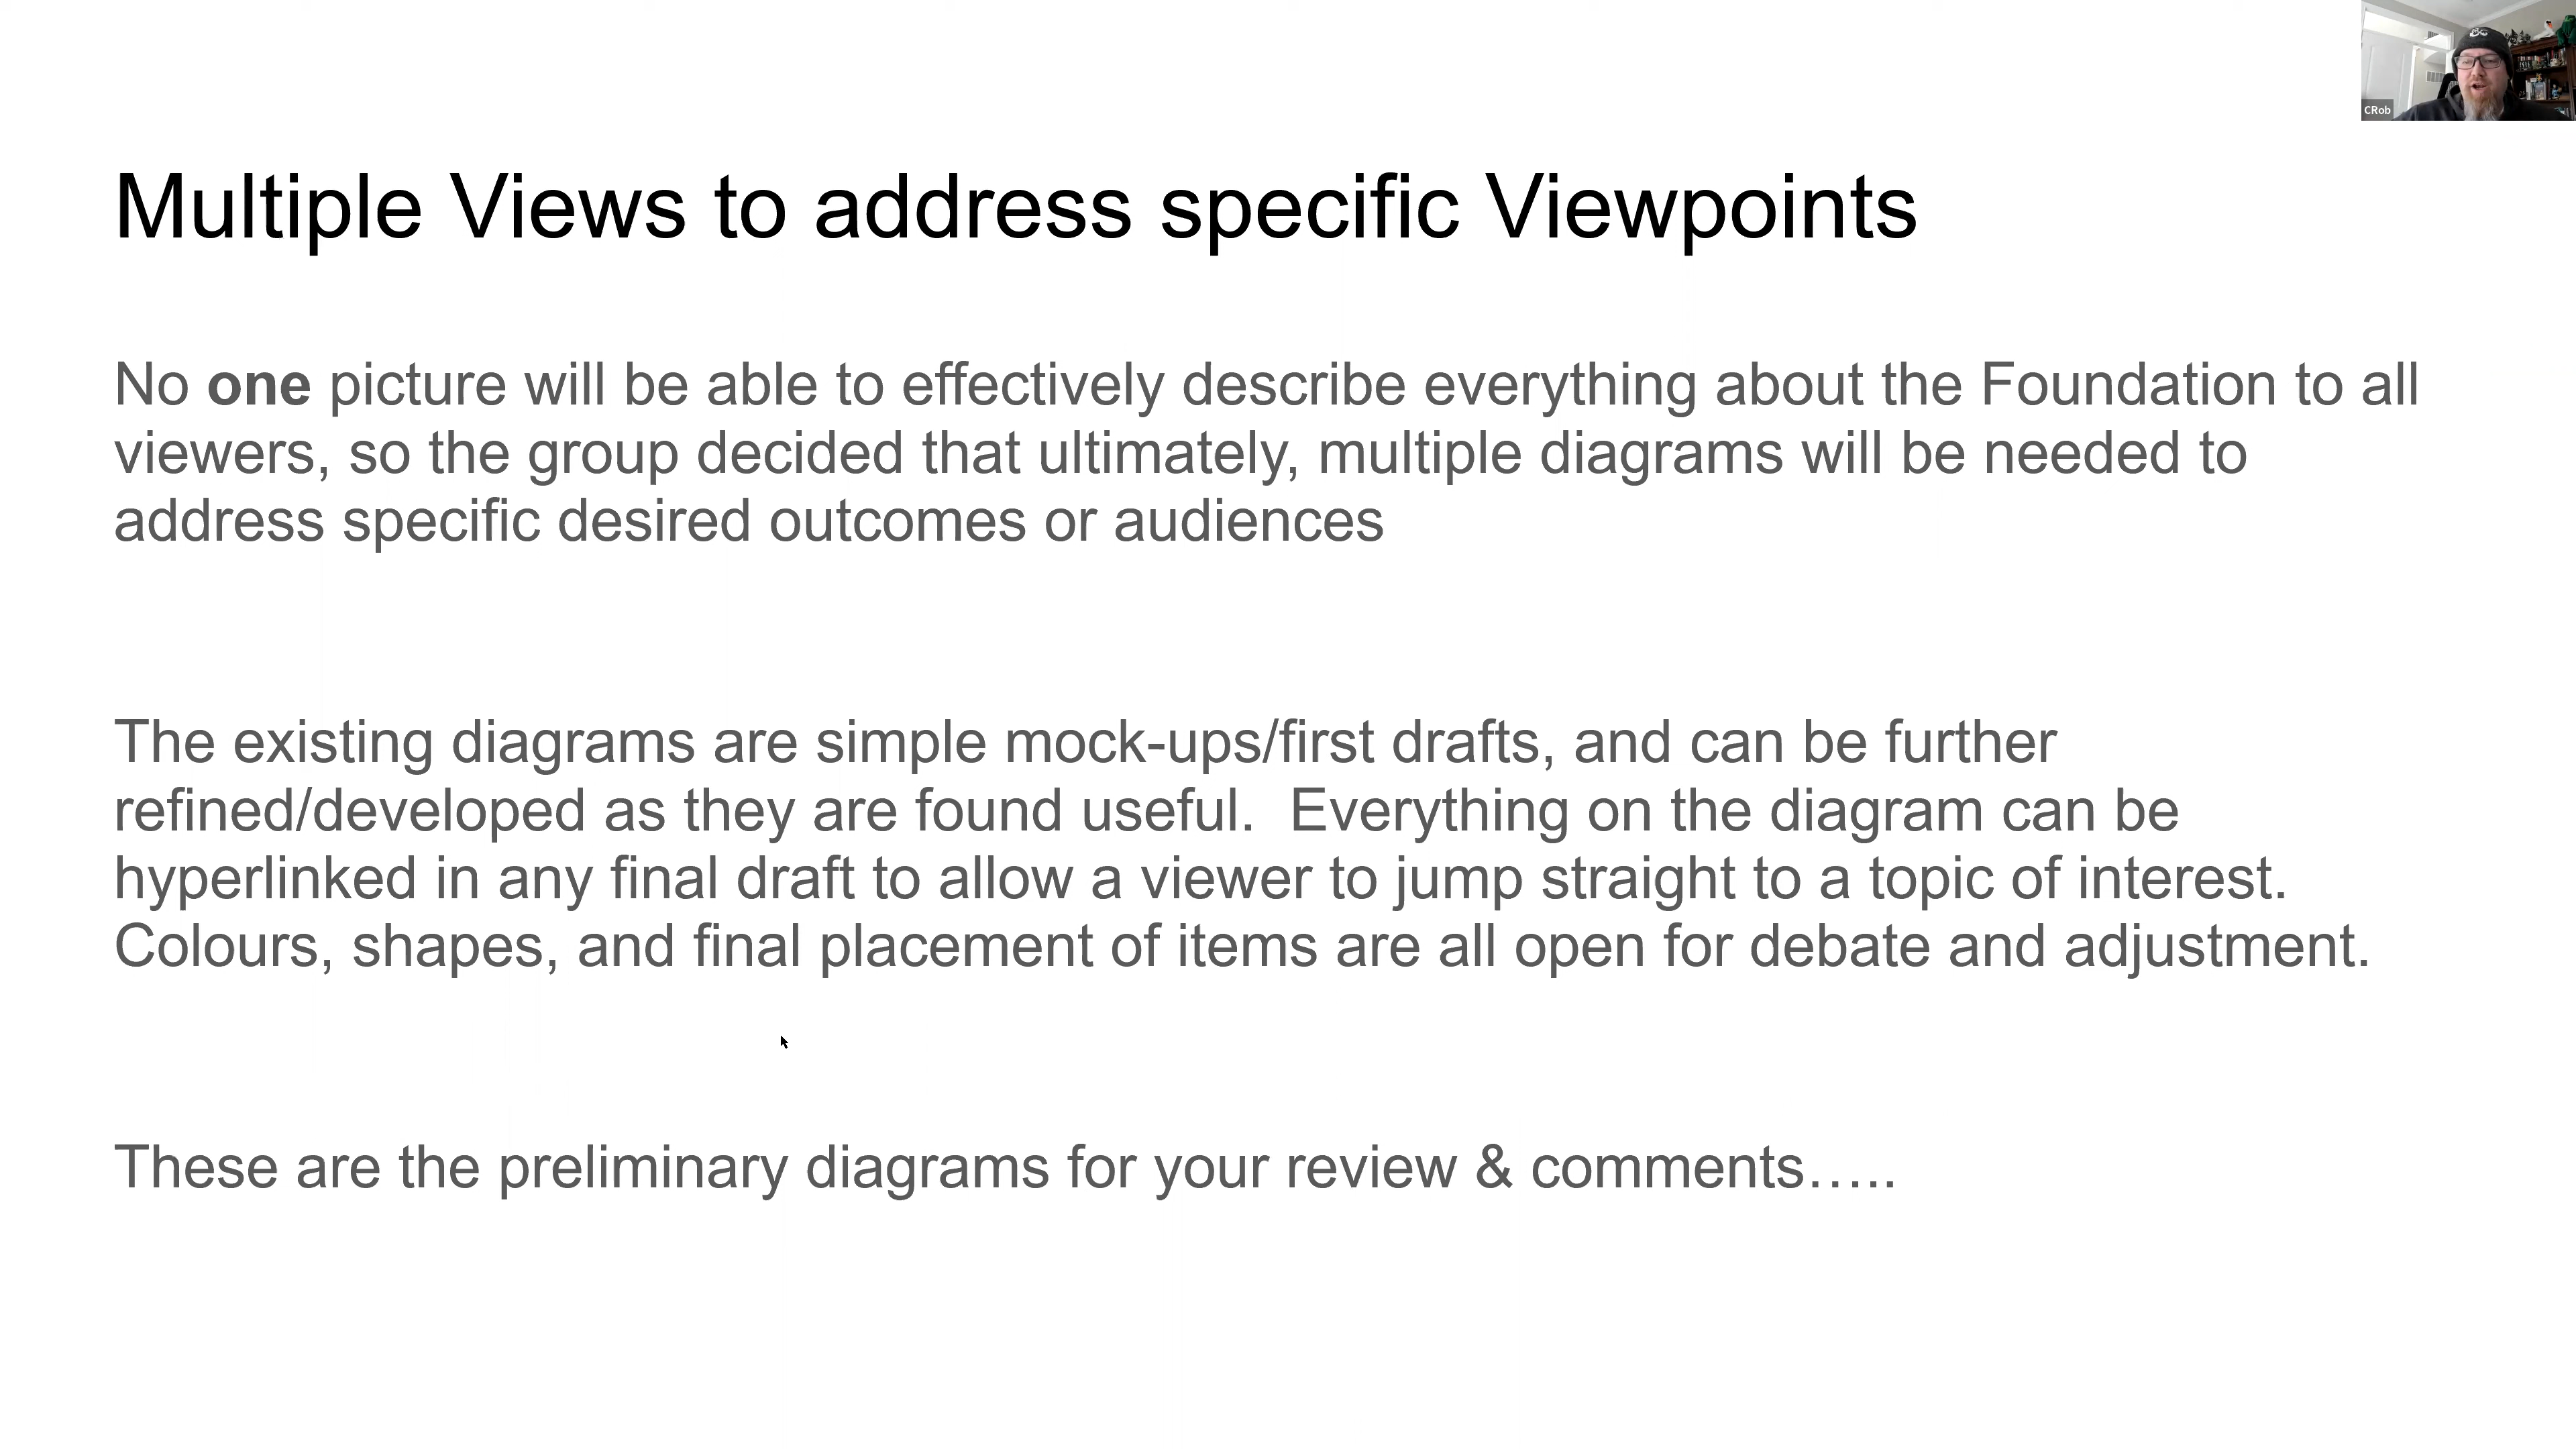 CRob
Multiple Views to address specific Viewpoints
No one picture will be able to effectively describe everything about the Foundation to all
viewers, so the group decided that ultimately, multiple diagrams will be needed to
address specific desired outcomes or audiences
The existing diagrams are simple mock-ups/first drafts, and can be further
refined/developed as they are found useful.  Everything on the diagram can be
hyperlinked in any final draft to allow a viewer to jump straight to a topic of interest.
Colours, shapes, and final placement of items are all open for debate and adjustment.
These are the preliminary diagrams for your review & comments…..